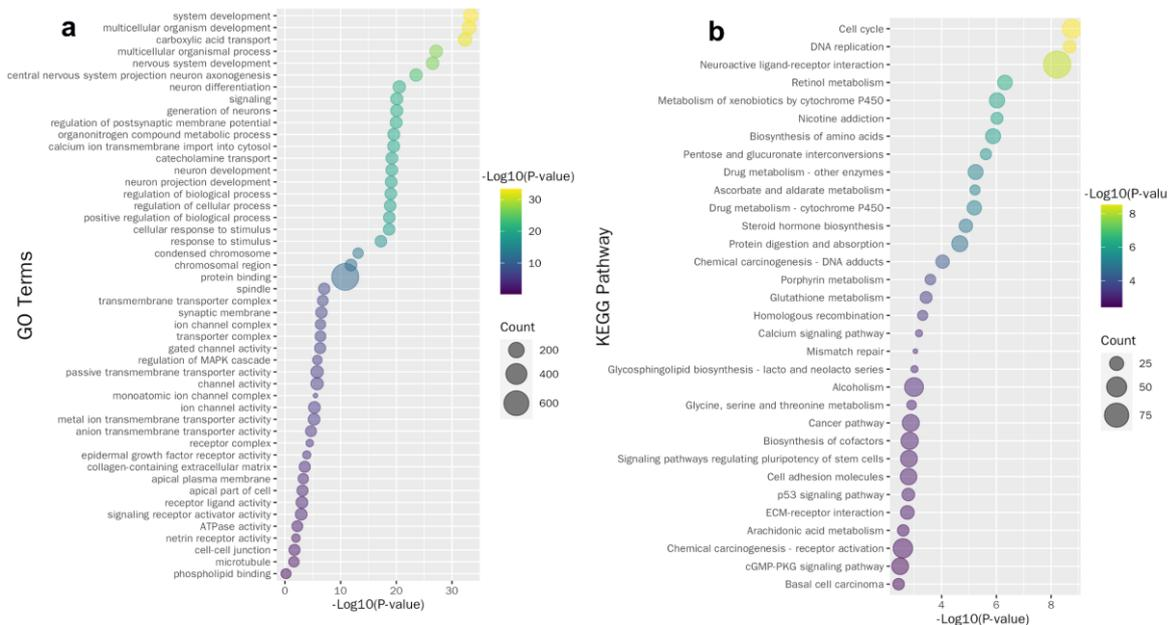 a
GO Terms
system development
multicellular organism development
carboxylic acid transport
multicellular organismal process
nervous system development
central nervous system projection neuron axonogenesis
neuron differentiation
signaling
generation of neurons
regulation of postsynaptic membrane potential
organonitrogen compound metabolic process
calcium ion transmembrane import into cytosol
catecholamine transport
neuron development
neuron projection development
regulation of biological process
regulation of cellular process
positive regulation of biological process
cellular response to stimulus
response to stimulus
condensed chromosome
chromosomal region
protein binding
spindle
transmembrane transporter complex
synaptic membrane
ion channel complex
transporter complex
gated channel activity
regulation of MAPK cascade
passive transmembrane transporter activity
channel activity
monoatomic ion channel complex
ion channel activity
metal ion transmembrane transporter activity
anion transmembrane transporter activity
receptor complex
epidermal growth factor receptor activity
collagen-containing extracellular matrix
apical plasma membrane
apical part of cell
receptor ligand activity
signaling receptor activator activity
ATPase activity
netrin receptor activity
cell-cell junction
microtubule
phospholipid binding
0 10 20 30
-Log10(P-value)
-Log10(P-value)
30
20
10
Count
200
400
600
b
KEGG Pathway
Cell cycle
DNA replication
Neuroactive ligand-receptor interaction
Retinol metabolism
Metabolism of xenobiotics by cytochrome P450
Nicotine addiction
Biosynthesis of amino acids
Pentose and glucuronate interconversions
Drug metabolism - other enzymes
Ascorbate and aldarate metabolism
Drug metabolism - cytochrome P450
Steroid hormone biosynthesis
Protein digestion and absorption
Chemical carcinogenesis - DNA adducts
Porphyrin metabolism
Glutathione metabolism
Homologous recombination
Calcium signaling pathway
Mismatch repair
Glycosphingolipid biosynthesis - lacto and neolacto series
Alcoholism
Glycine, serine and threonine metabolism
Cancer pathway
Biosynthesis of cofactors
Signaling pathways regulating pluripotency of stem cells
Cell adhesion molecules
p53 signaling pathway
ECM-receptor interaction
Arachidonic acid metabolism
Chemical carcinogenesis - receptor activation
cGMP-PKG signaling pathway
Basal cell carcinoma
4 6 8
-Log10(P-value)
-Log10(P-valu
8
6
4
Count
25
50
75